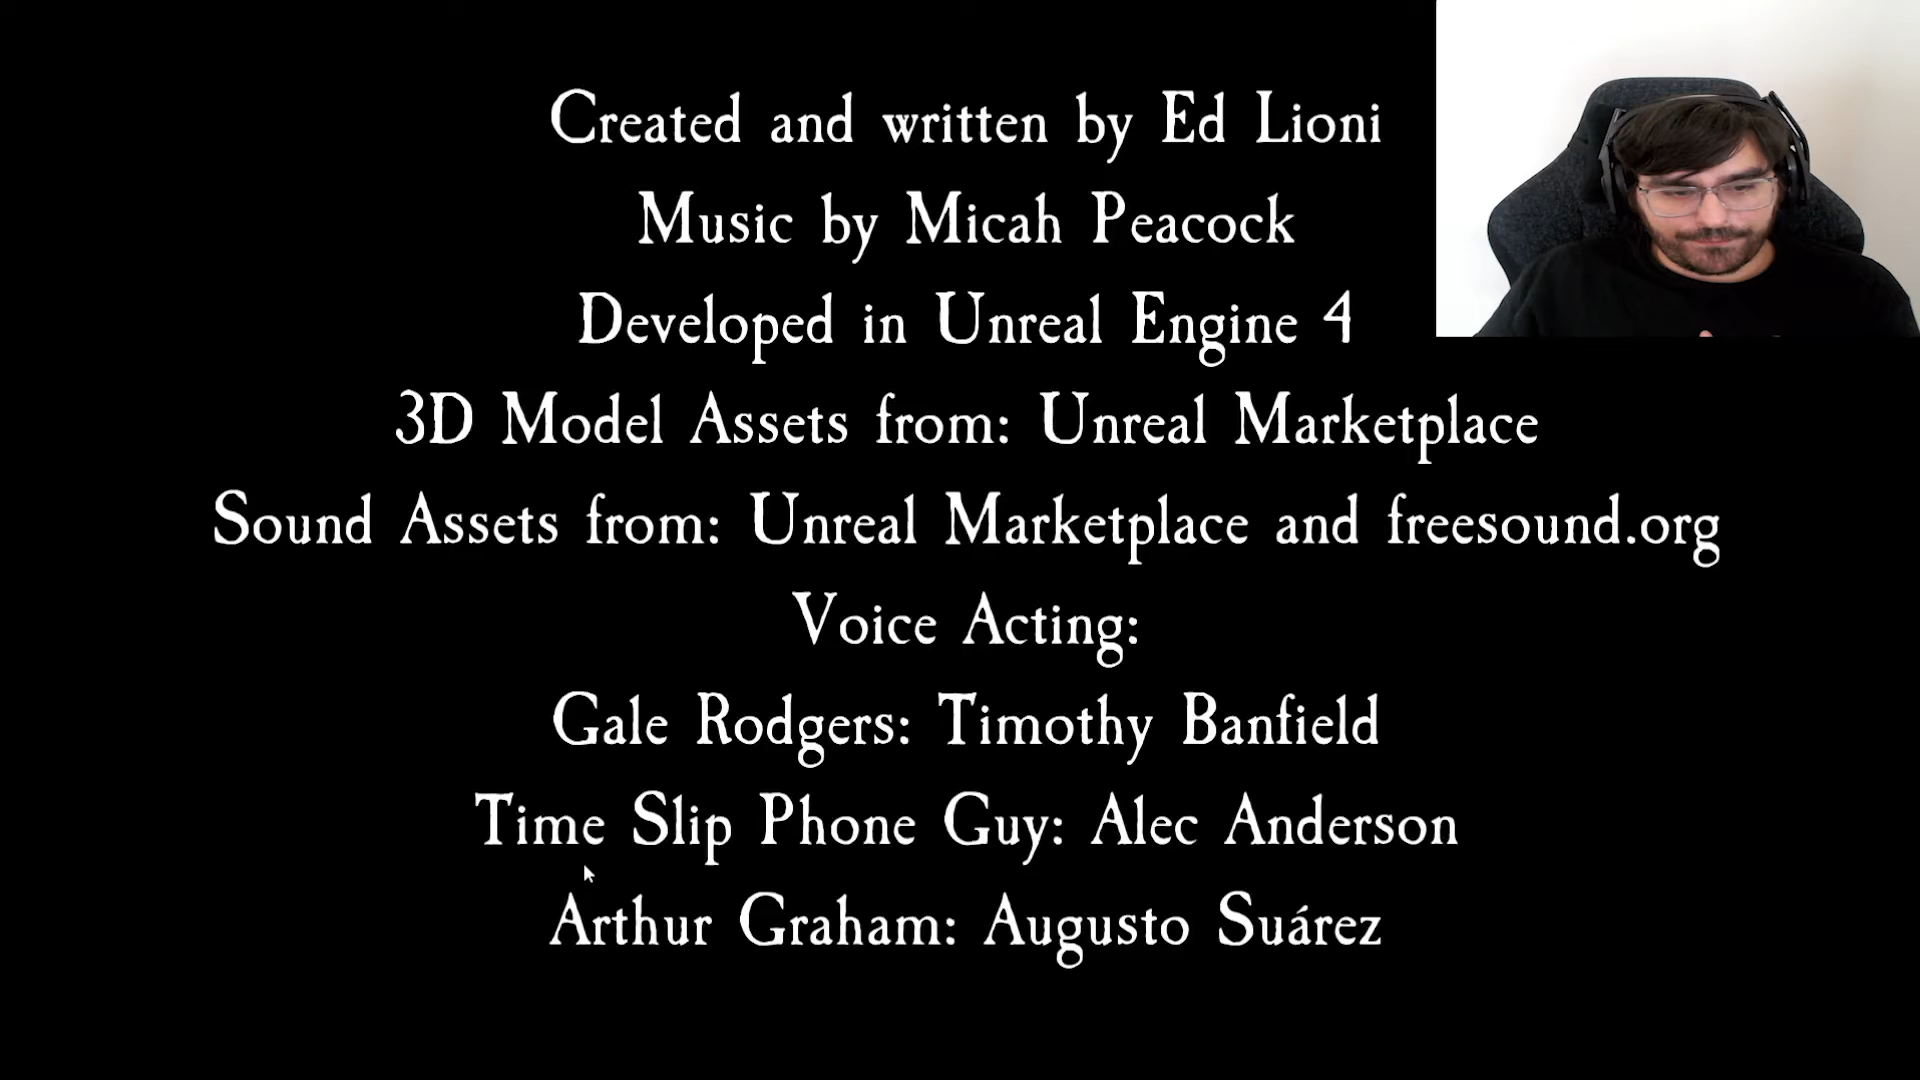 Created and written by Ed Lioni
Music by Micah Peacock
Developed in Unreal Engine 4
3D Model Assets from: Unreal Marketplace
Sound Assets from: Unreal Marketplace and freesound.org
Voice Acting:
Gale Rodgers: Timothy Banfield
Time Slip Phone Guy: Alec Anderson
Arthur Graham: Augusto Suárez